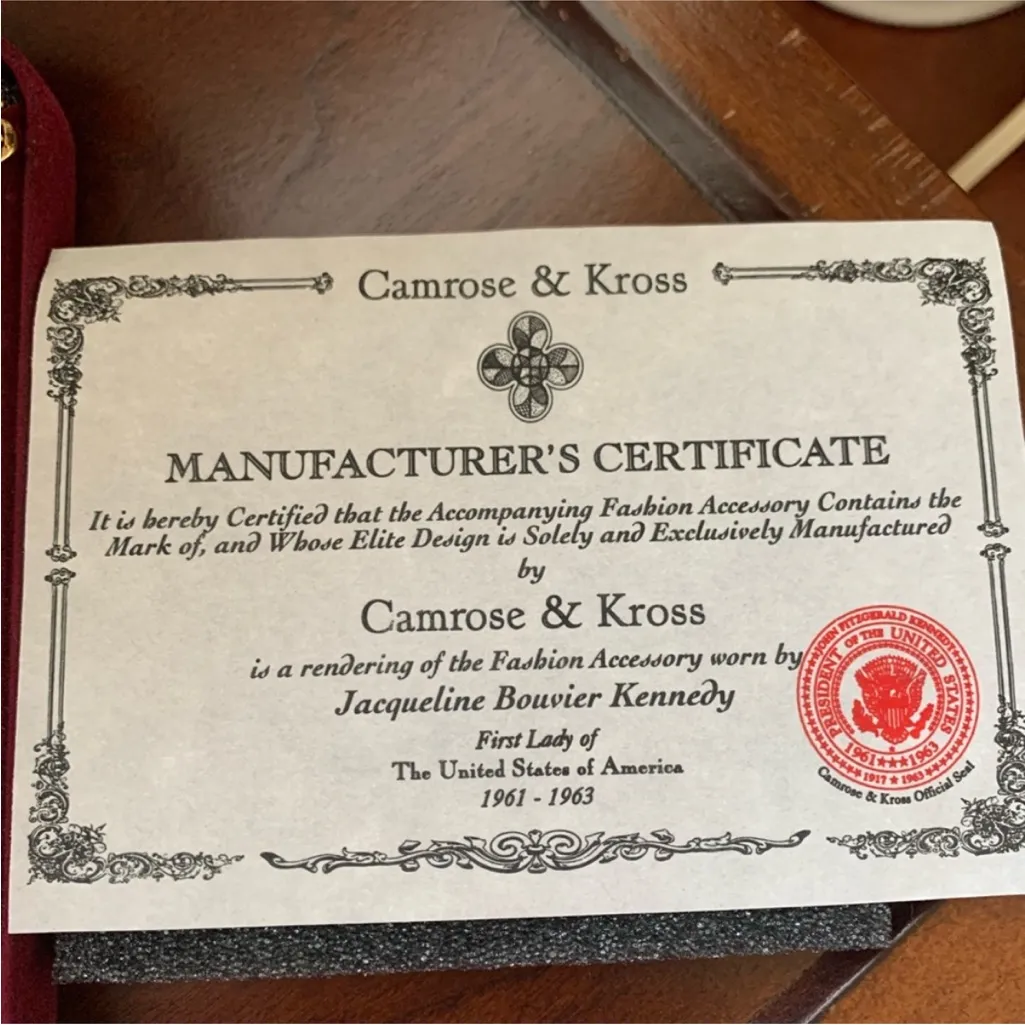 Camrose & Kross
MANUFACTURER'S CERTIFICATE
It is hereby Certified that the Accompanying Fashion Accessory Contains the
Mark of, and Whose Elite Design is Solely and Exclusively Manufactured
by
Camrose & Kross
is a rendering of the Fashion Accessory worn by
Jacqueline Bouvier Kennedy
First Lady of
The United States of America
1961 - 1963
JOHN FITZGERALD KENNEDY
PRESIDENT OF THE UNITED STATES
1961★★★1963
1917 ★ 1963
Camrose & Kross Official Seal